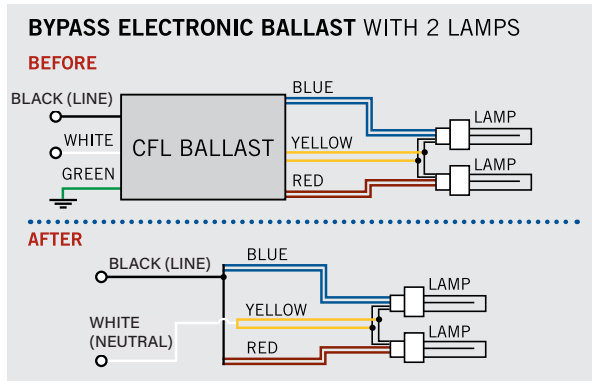 BYPASS ELECTRONIC BALLAST WITH 2 LAMPS
BEFORE
BLUE
BLACK (LINE)
LAMP
WHITE
CFL BALLAST
YELLOW
LAMP
GREEN
RED
AFTER
BLUE
BLACK (LINE)
LAMP
YELLOW
WHITE
(NEUTRAL)
LAMP
RED